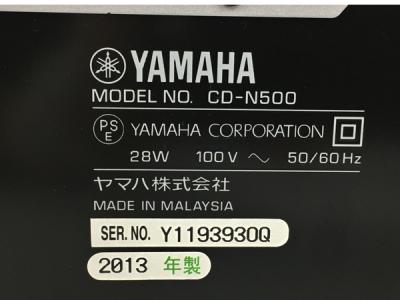 YAMAHA
MODEL NO. CD-N500
PS E YAMAHA CORPORATION
28W 100V ～ 50/60Hz
ヤマハ株式会社
MADE IN MALAYSIA
SER. NO. Y1193930Q
2013 年製